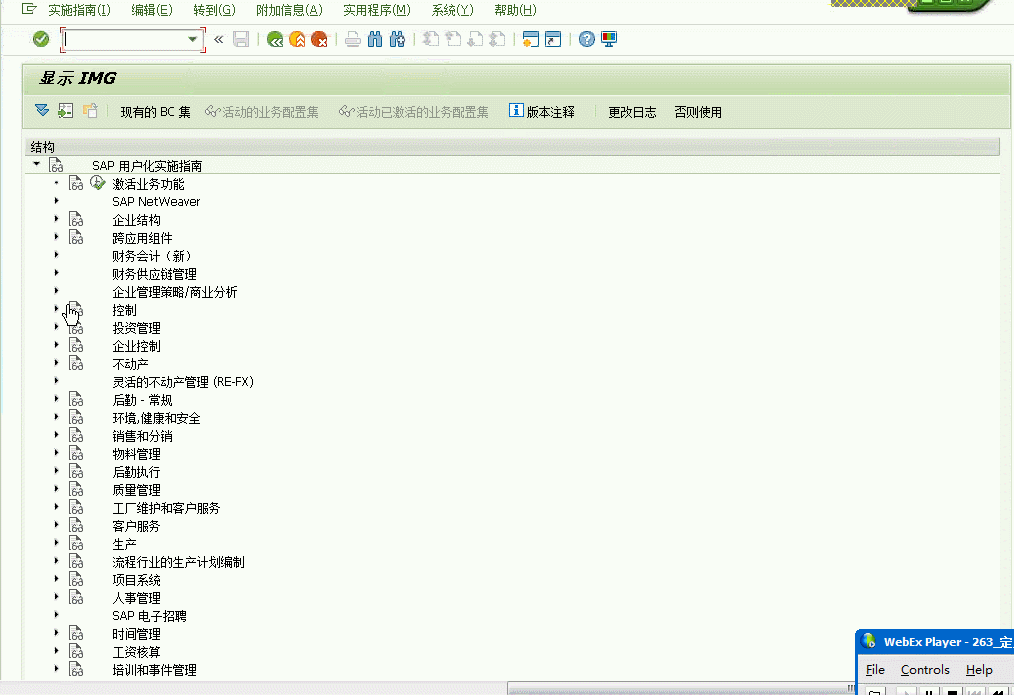 实施指南(I) 编辑(E) 转到(G) 附加信息(A) 实用程序(M) 系统(Y) 帮助(H)
显示 IMG
现有的 BC 集 活动的业务配置集 活动已激活的业务配置集 版本注释 更改日志 否则使用
结构
SAP 用户化实施指南
激活业务功能
SAP NetWeaver
企业结构
跨应用组件
财务会计（新）
财务供应链管理
企业管理策略/商业分析
控制
投资管理
企业控制
不动产
灵活的不动产管理 (RE-FX)
后勤 - 常规
环境,健康和安全
销售和分销
物料管理
后勤执行
质量管理
工厂维护和客户服务
客户服务
生产
流程行业的生产计划编制
项目系统
人事管理
SAP 电子招聘
时间管理
工资核算
培训和事件管理
WebEx Player - 263_定
File Controls Help